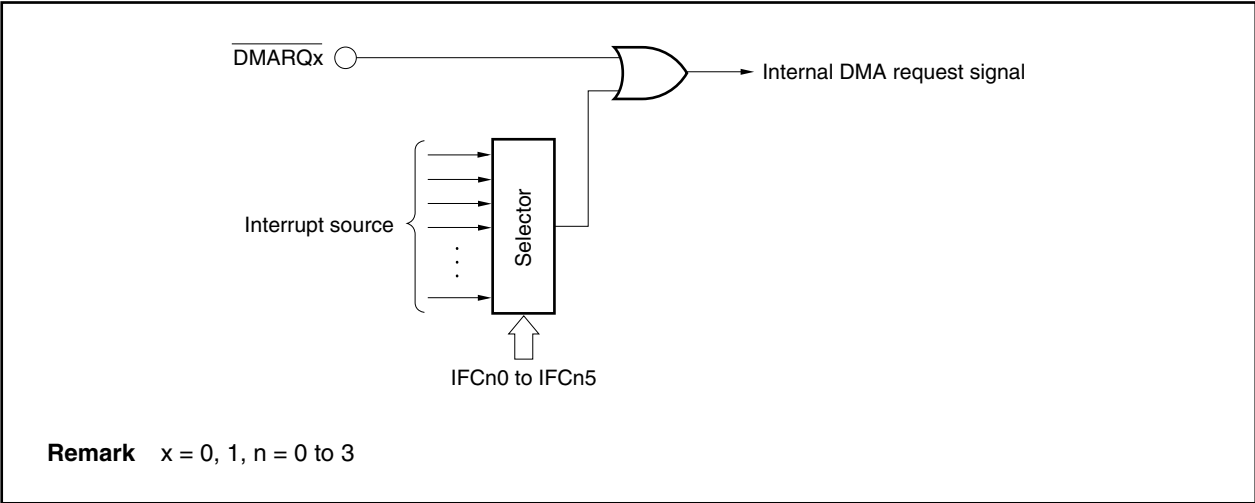 DMARQx
Internal DMA request signal
Interrupt source
Selector
IFCn0 to IFCn5
Remark x = 0, 1, n = 0 to 3